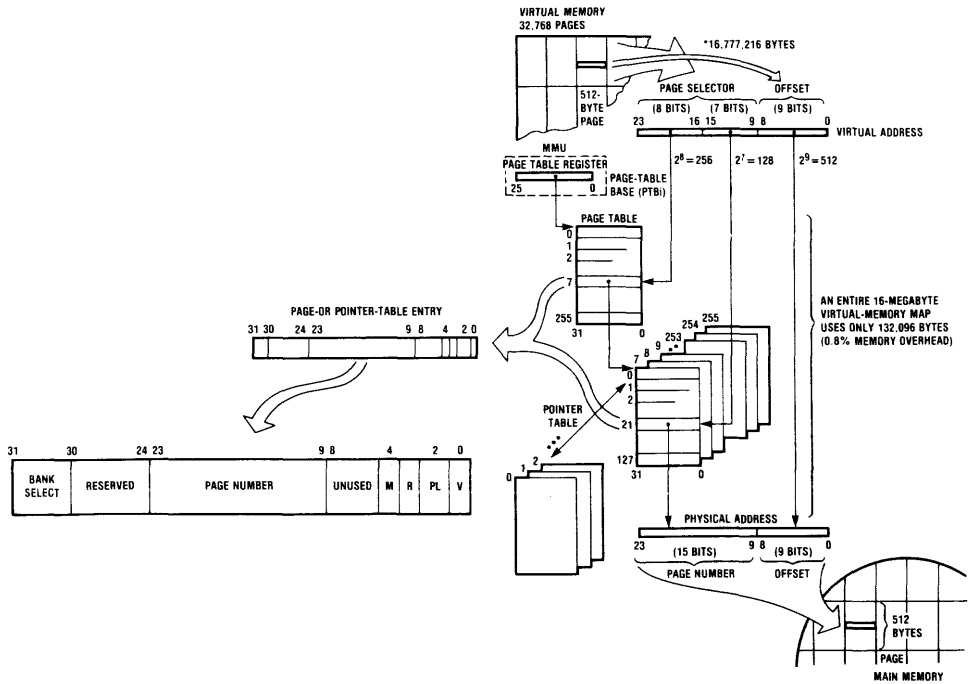 VIRTUAL MEMORY
32,768 PAGES
*16,777,216 BYTES
512-
BYTE
PAGE
PAGE SELECTOR OFFSET
(8 BITS) (7 BITS) (9 BITS)
23 16 15 9 8 0
VIRTUAL ADDRESS
2⁸ = 256 2⁷ = 128 2⁹ = 512
MMU
PAGE TABLE REGISTER
25 0
PAGE-TABLE
BASE (PTBi)
PAGE TABLE
0
1
2
7
255
31 0
AN ENTIRE 16-MEGABYTE
VIRTUAL-MEMORY MAP
USES ONLY 132,096 BYTES
(0.8% MEMORY OVERHEAD)
PAGE-OR POINTER-TABLE ENTRY
31 30 24 23 9 8 4 2 0
7 8 9 253 254 255
0
1
2
21
127
31 0
POINTER
TABLE
0 1 2
31 30 24 23 9 8 4 2 0
BANK
SELECT
RESERVED PAGE NUMBER UNUSED M R PL V
PHYSICAL ADDRESS
23 9 8 0
(15 BITS) (9 BITS)
PAGE NUMBER OFFSET
512
BYTES
PAGE
MAIN MEMORY